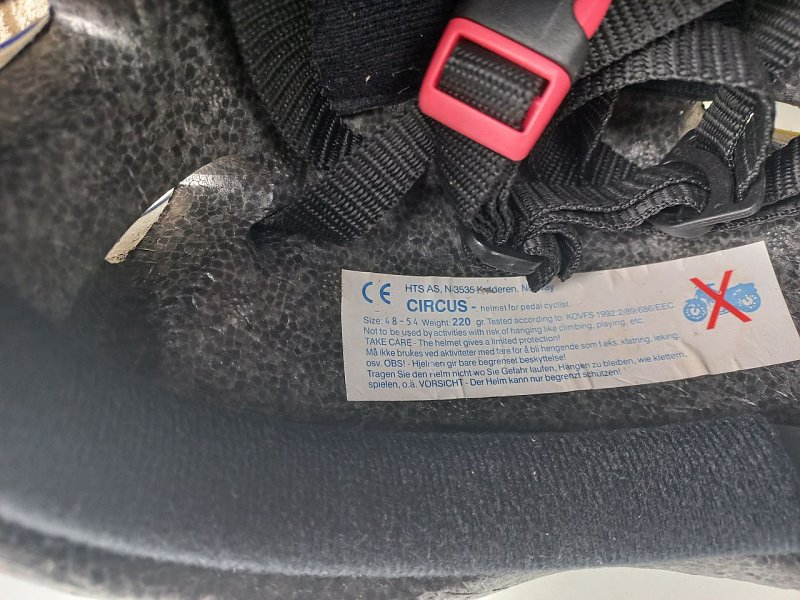 CE HTS AS, N-3535 Krøderen, Norway
CIRCUS - helmet for pedal cyclist.
Size: 48-54 Weight: 220 gr. Tested according to: KOVFS 1992:2/89/686/EEC
Not to be used by activities with risk of hanging like climbing, playing, etc.
TAKE CARE - The helmet gives a limited protection!
Må ikke brukes ved aktiviteter med fare for å bli hengende som f.eks. klatring, leking
osv. OBS! - Hjelmen gir bare begrenset beskyttelse!
Tragen Sie den Helm nicht wo Sie Gefahr laufen, Hängen zu bleiben, wie klettern,
spielen, o.ä. VORSICHT - Der Helm kann nur begrenzt schützen!